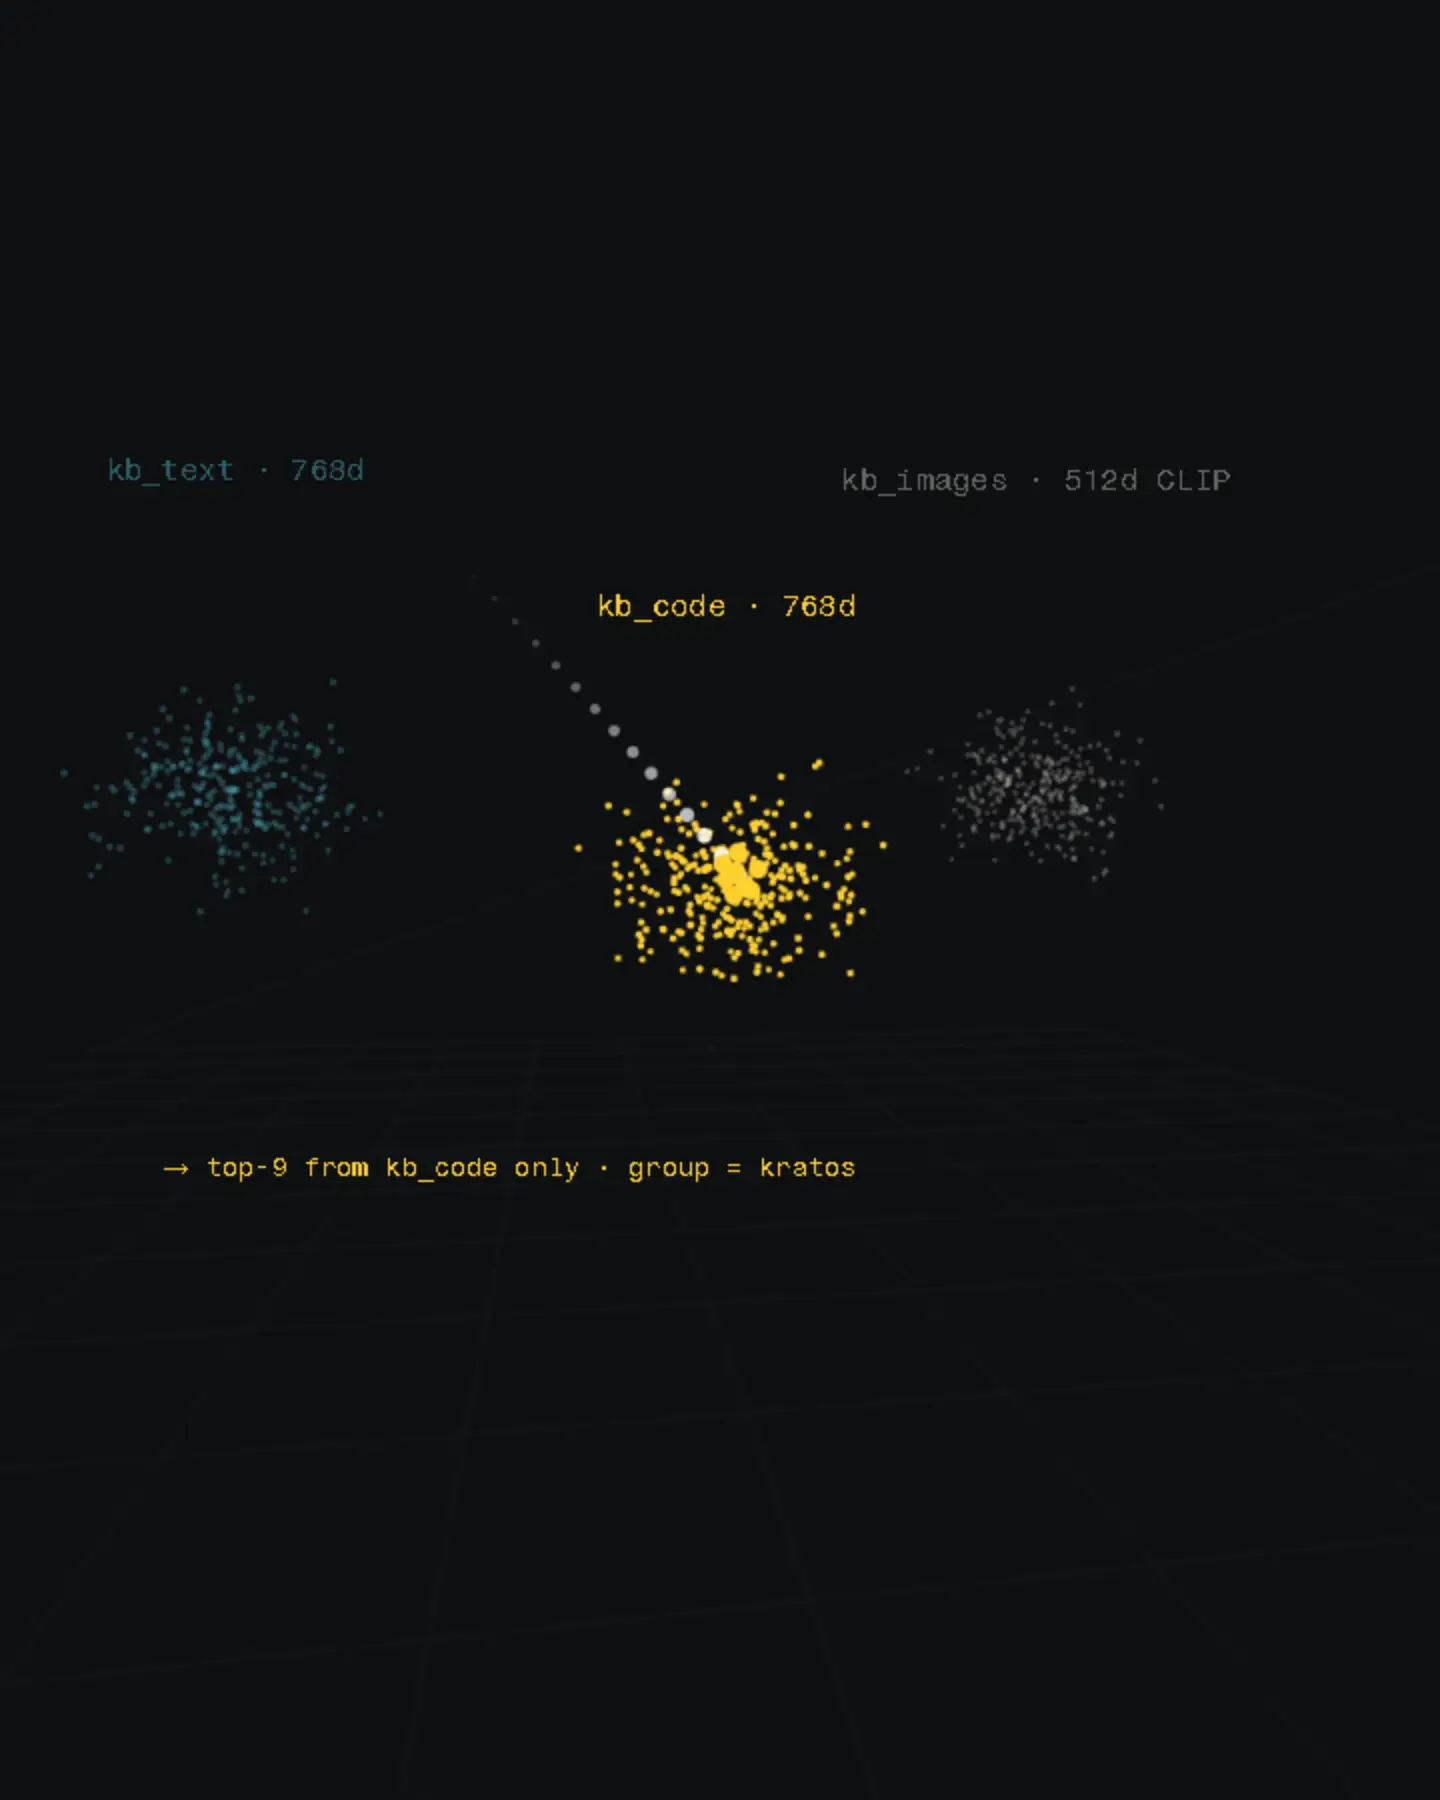 kb_text · 768d
kb_images · 512d CLIP
kb_code · 768d
→ top-9 from kb_code only · group = kratos